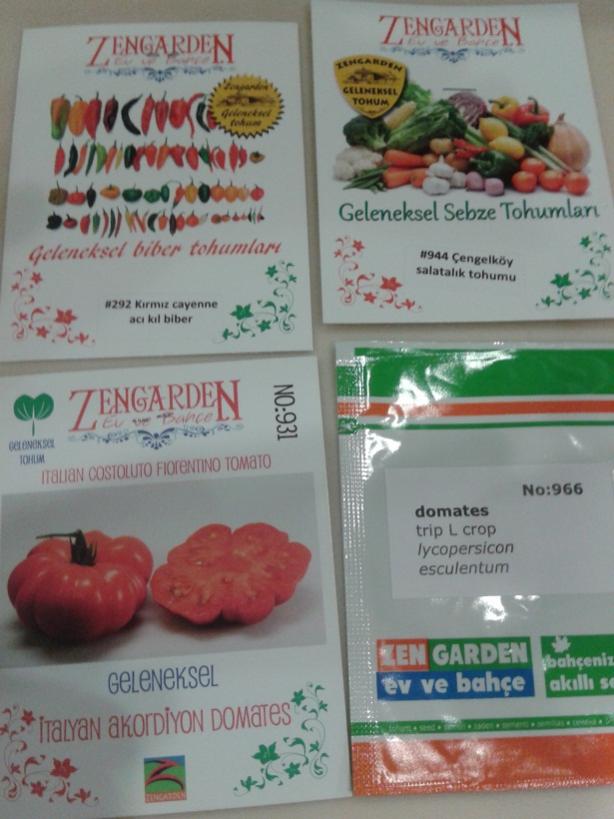 ZENGARDEN
Ev ve Bahçe
Zengarden
Geleneksel
tohum
Geleneksel biber tohumları
#292 Kırmız cayenne
acı kıl biber
ZENGARDEN
Ev ve Bahçe
ZENGARDEN
GELENEKSEL
TOHUM
Geleneksel Sebze Tohumları
#944 Çengelköy
salatalık tohumu
ZENGARDEN
Ev ve Bahçe
NO:931
GELENEKSEL
TOHUM
ITALIAN COSTOLUTO FIORENTINO TOMATO
GELENEKSEL
İTALYAN AKORDİYON DOMATES
ZENGARDEN
No:966
domates
trip L crop
lycopersicon
esculentum
ZEN GARDEN
ev ve bahçe
bahçeniz
akıllı
tohum • seed